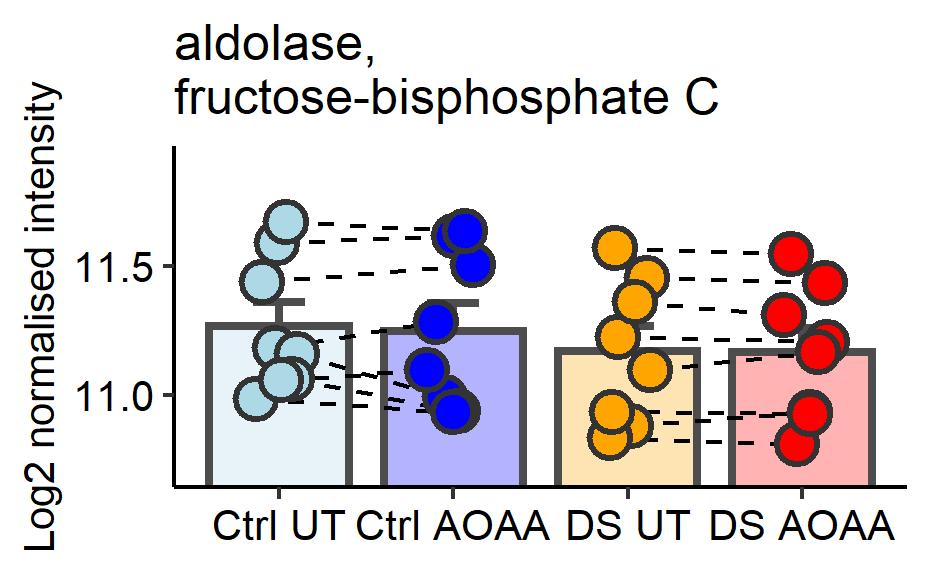 aldolase,
fructose-bisphosphate C
Log2 normalised intensity
11.5
11.0
Ctrl UT Ctrl AOAA DS UT DS AOAA